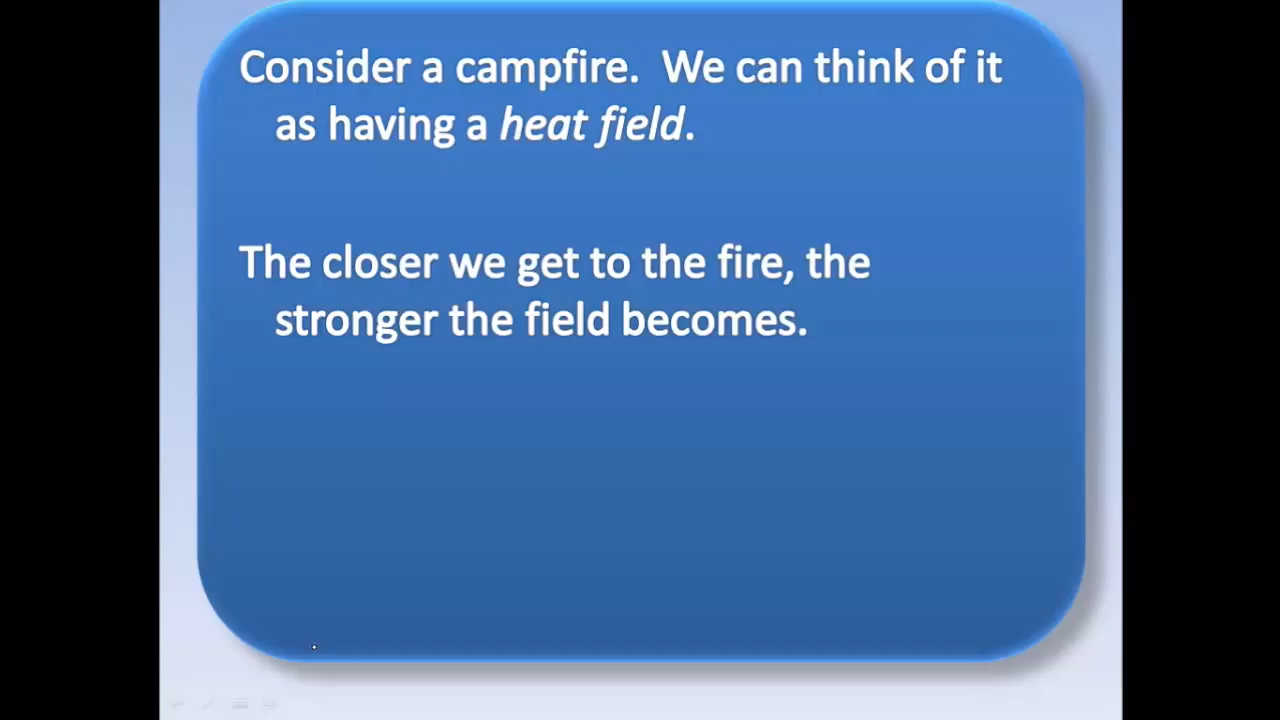 Consider a campfire.  We can think of it
as having a heat field.
The closer we get to the fire, the
stronger the field becomes.